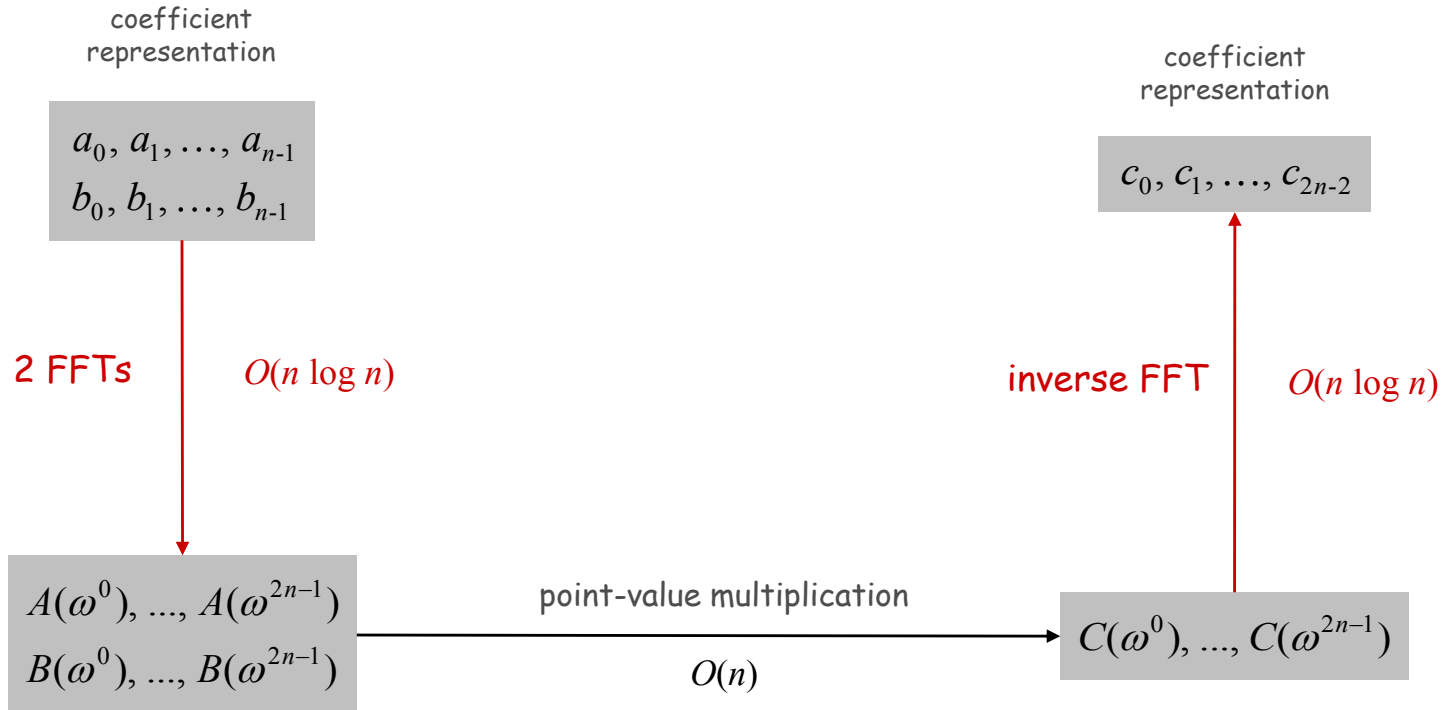 coefficient
representation
a₀, a₁, …, aₙ₋₁
b₀, b₁, …, bₙ₋₁
2 FFTs
O(n log n)
A(ω⁰), ..., A(ω²ⁿ⁻¹)
B(ω⁰), ..., B(ω²ⁿ⁻¹)
point-value multiplication
O(n)
coefficient
representation
c₀, c₁, …, c₂ₙ₋₂
inverse FFT
O(n log n)
C(ω⁰), ..., C(ω²ⁿ⁻¹)